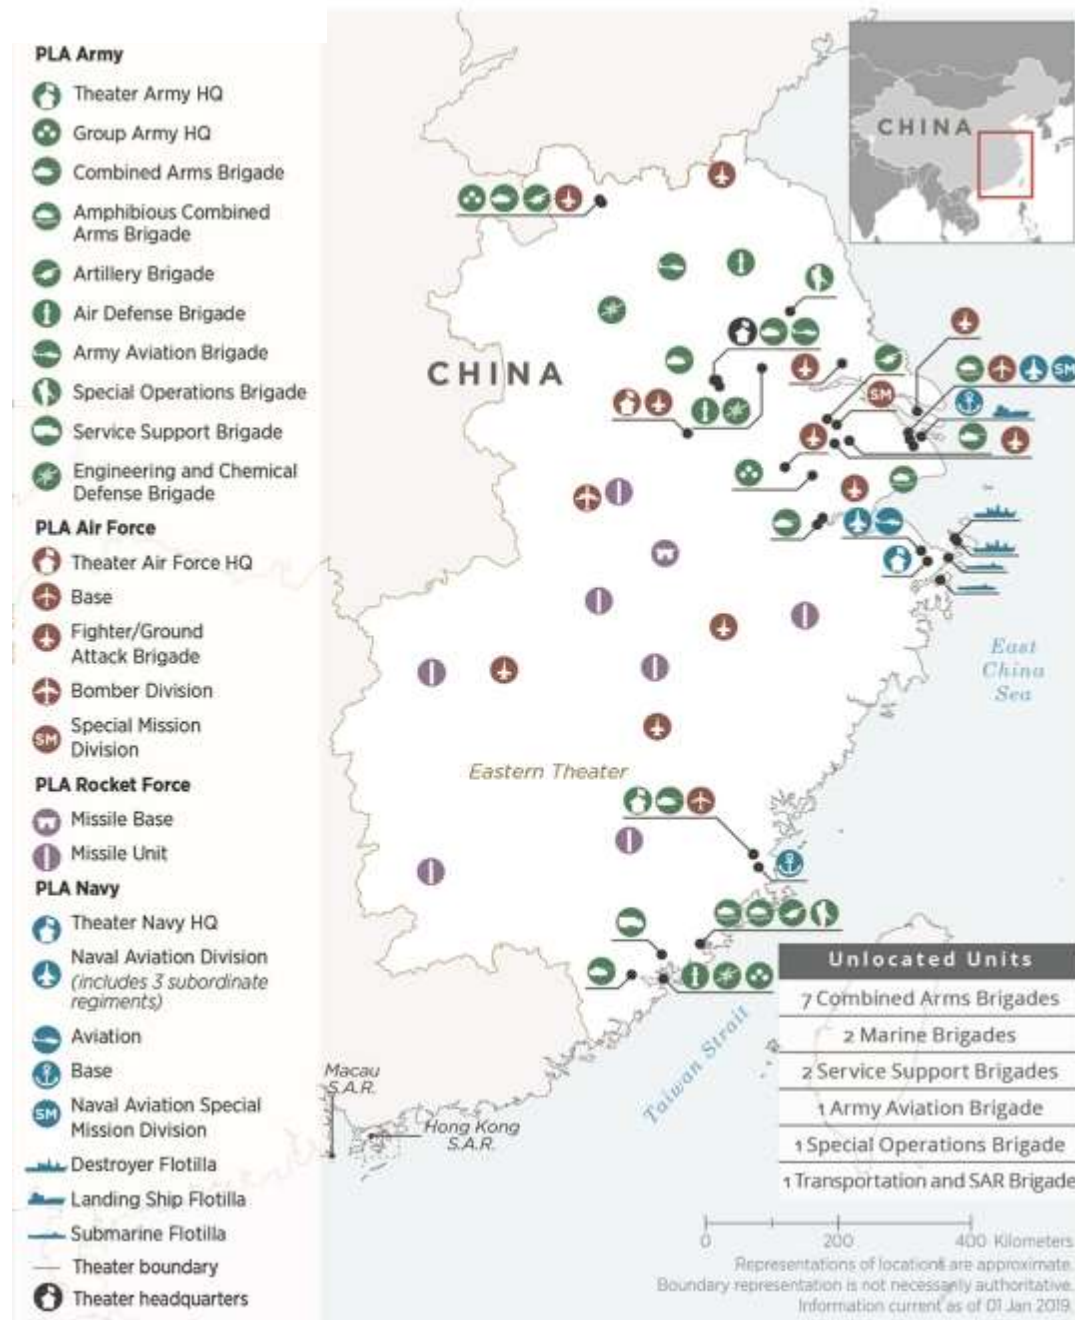 PLA Army
Theater Army HQ
Group Army HQ
Combined Arms Brigade
Amphibious Combined
Arms Brigade
Artillery Brigade
Air Defense Brigade
Army Aviation Brigade
Special Operations Brigade
Service Support Brigade
Engineering and Chemical
Defense Brigade
PLA Air Force
Theater Air Force HQ
Base
Fighter/Ground
Attack Brigade
Bomber Division
SM
Special Mission
Division
PLA Rocket Force
Missile Base
Missile Unit
PLA Navy
Theater Navy HQ
Naval Aviation Division
(includes 3 subordinate
regiments)
Aviation
Base
SM
Naval Aviation Special
Mission Division
Destroyer Flotilla
Landing Ship Flotilla
Submarine Flotilla
Theater boundary
Theater headquarters
CHINA
CHINA
SM
SM
East
China
Sea
Eastern Theater
Taiwan Strait
Macau
S.A.R.
Hong Kong
S.A.R.
Unlocated Units
7 Combined Arms Brigades
2 Marine Brigades
2 Service Support Brigades
1 Army Aviation Brigade
1 Special Operations Brigade
1 Transportation and SAR Brigade
0 200 400 Kilometers
Representations of locations are approximate.
Boundary representation is not necessarily authoritative.
Information current as of 01 Jan 2019.